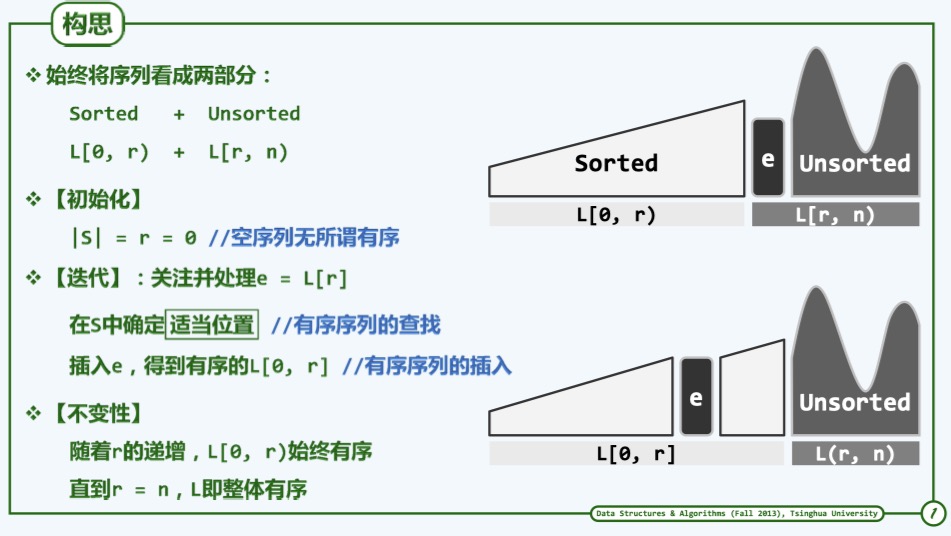 构思
❖ 始终将序列看成两部分：
Sorted + Unsorted
L[0, r) + L[r, n)
❖ 【初始化】
|S| = r = 0 //空序列无所谓有序
❖ 【迭代】：关注并处理e = L[r]
在S中确定适当位置 //有序序列的查找
插入e，得到有序的L[0, r] //有序序列的插入
❖ 【不变性】
随着r的递增，L[0, r)始终有序
直到r = n，L即整体有序
Sorted
e
Unsorted
L[0, r)
L[r, n)
e
Unsorted
L[0, r]
L(r, n)
Data Structures & Algorithms (Fall 2013), Tsinghua University
1